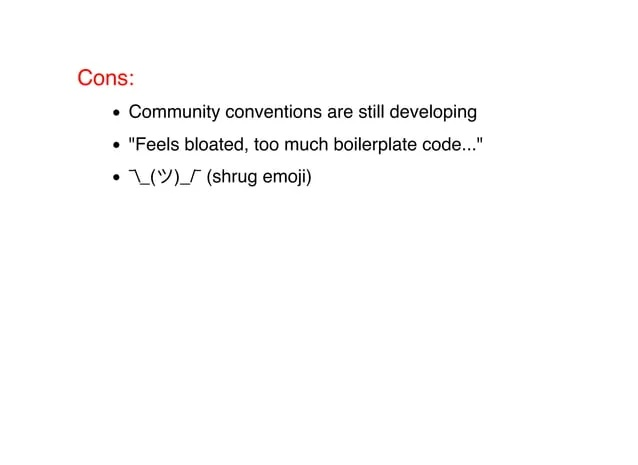 Cons:
• Community conventions are still developing
• "Feels bloated, too much boilerplate code..."
• ¯\_(ツ)_/¯ (shrug emoji)